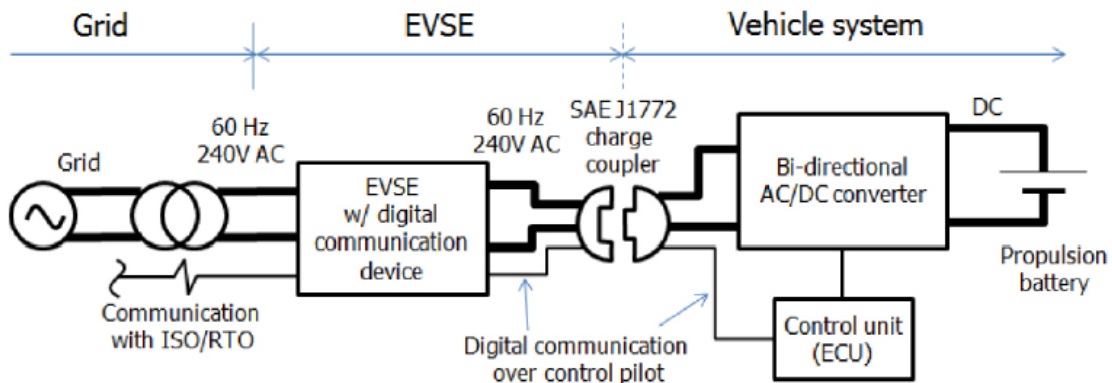 Grid
EVSE
Vehicle system
Grid
60 Hz
240V AC
60 Hz
240V AC
SAE J1772
charge
coupler
DC
EVSE
w/ digital
communication
device
Bi-directional
AC/DC converter
Propulsion
battery
Communication
with ISO/RTO
Digital communication
over control pilot
Control unit
(ECU)